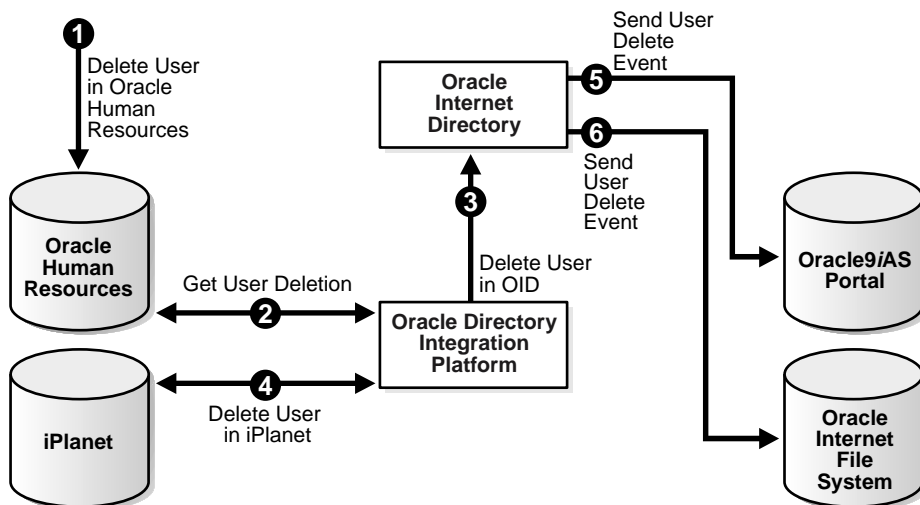 1
Delete User
in Oracle
Human
Resources
Oracle
Human
Resources
Get User Deletion
2
iPlanet
4
Delete User
in iPlanet
Oracle
Internet
Directory
3
Delete User
in OID
Oracle Directory
Integration
Platform
Send User
Delete
Event
5
6
Send
User
Delete
Event
Oracle9iAS
Portal
Oracle
Internet
File
System